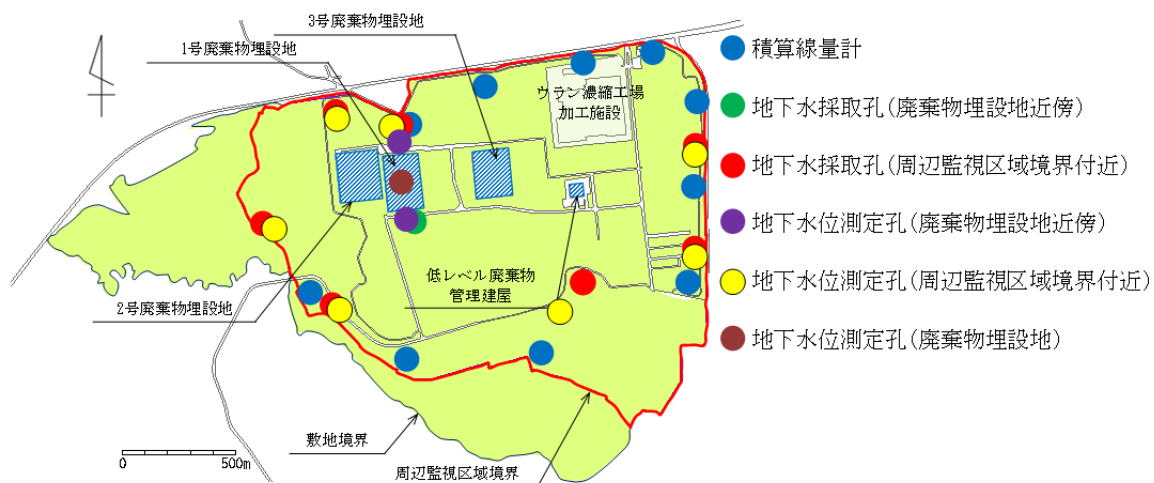 3号廃棄物埋設地
1号廃棄物埋設地
ウラン濃縮工場
加工施設
低レベル廃棄物
管理建屋
2号廃棄物埋設地
敷地境界
周辺監視区域境界
0
500m
積算線量計
地下水採取孔(廃棄物埋設地近傍)
地下水採取孔(周辺監視区域境界付近)
地下水位測定孔(廃棄物埋設地近傍)
地下水位測定孔(周辺監視区域境界付近)
地下水位測定孔(廃棄物埋設地)